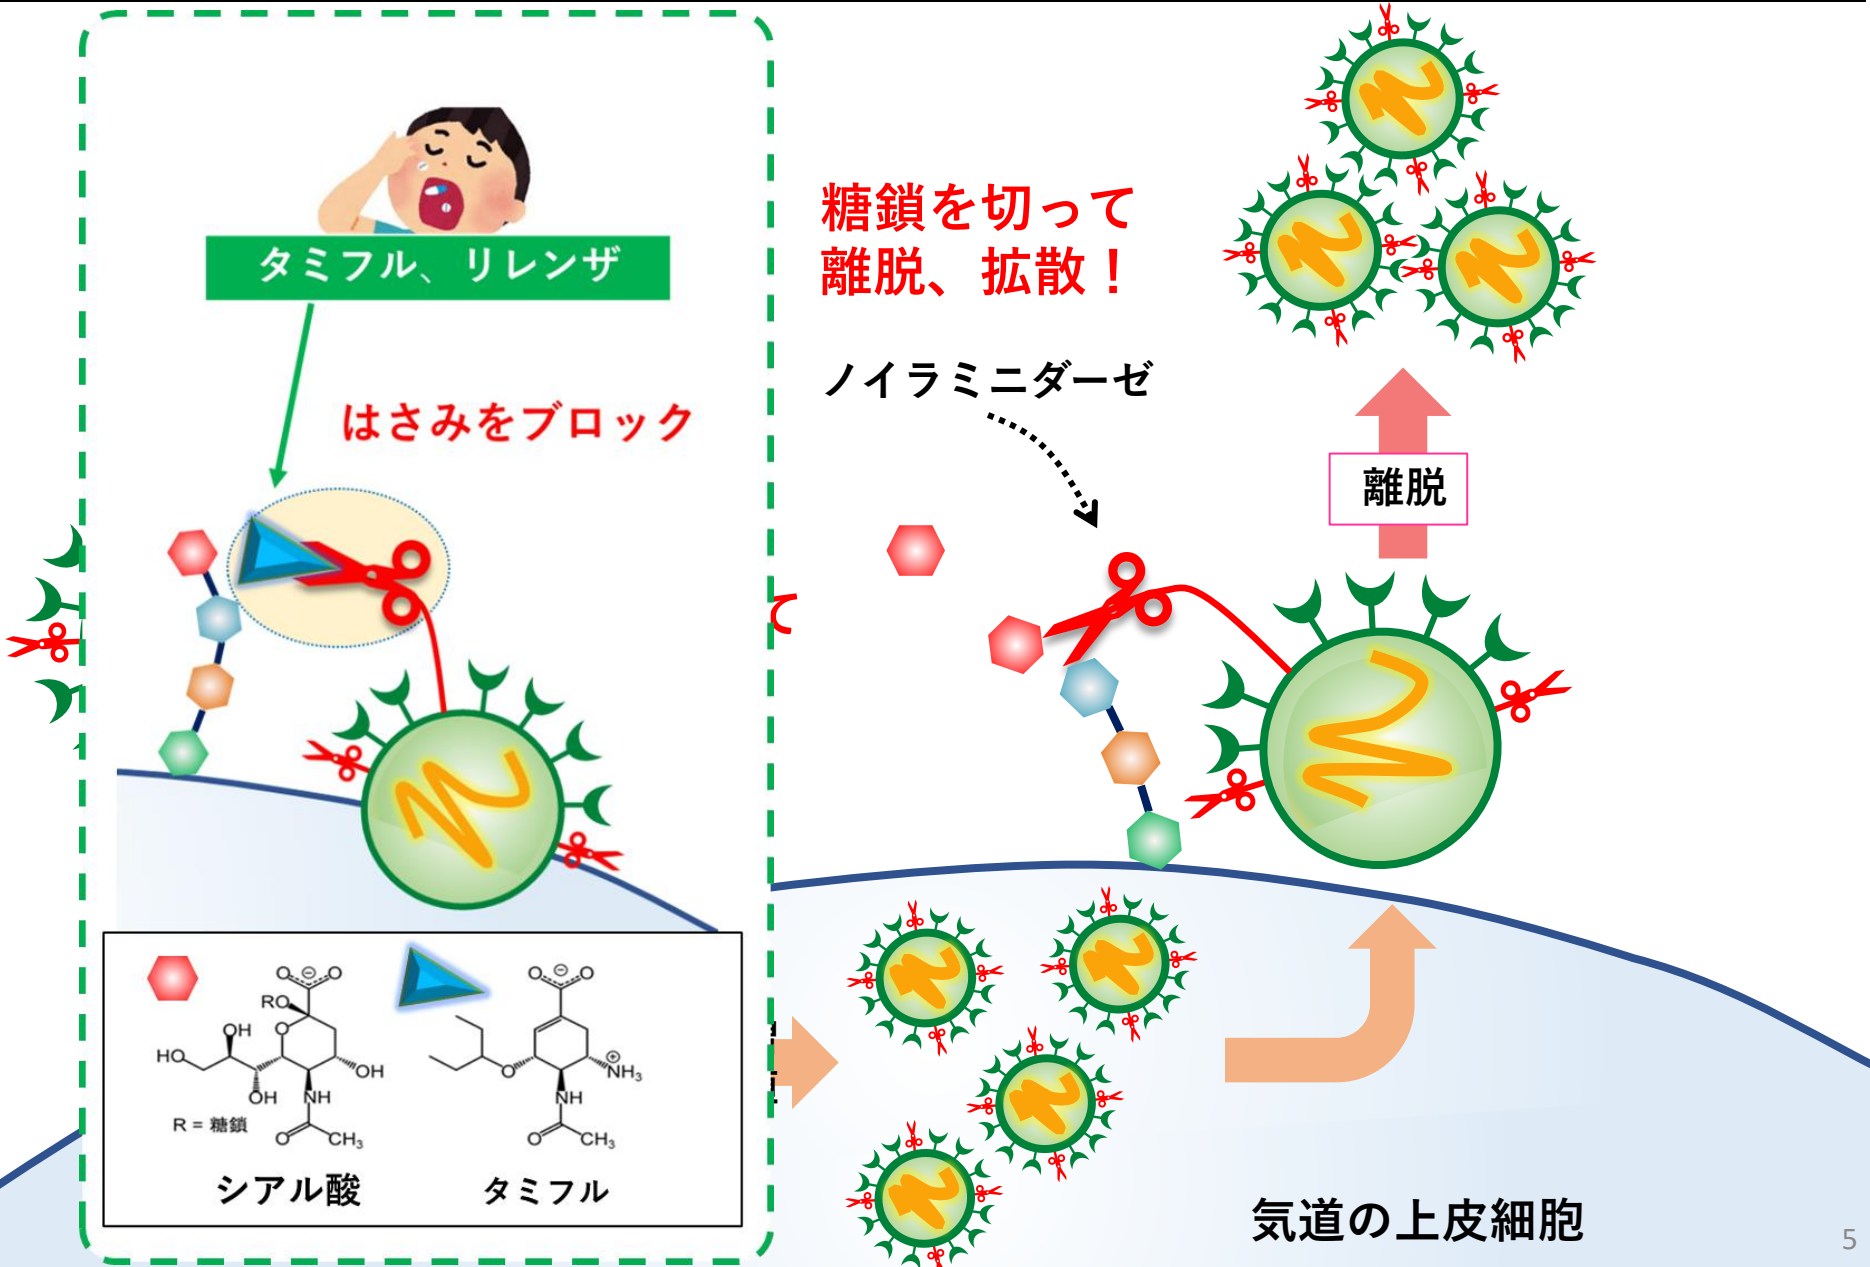 タミフル、リレンザ
はさみをブロック
RO
O
O
⊖
O
OH
HO
OH
OH
NH
O
CH3
R = 糖鎖
シアル酸
O
O
⊖
O
⊕
NH3
NH
O
CH3
タミフル
糖鎖を切って
離脱、拡散！
ノイラミニダーゼ
て
離脱
気道の上皮細胞
5